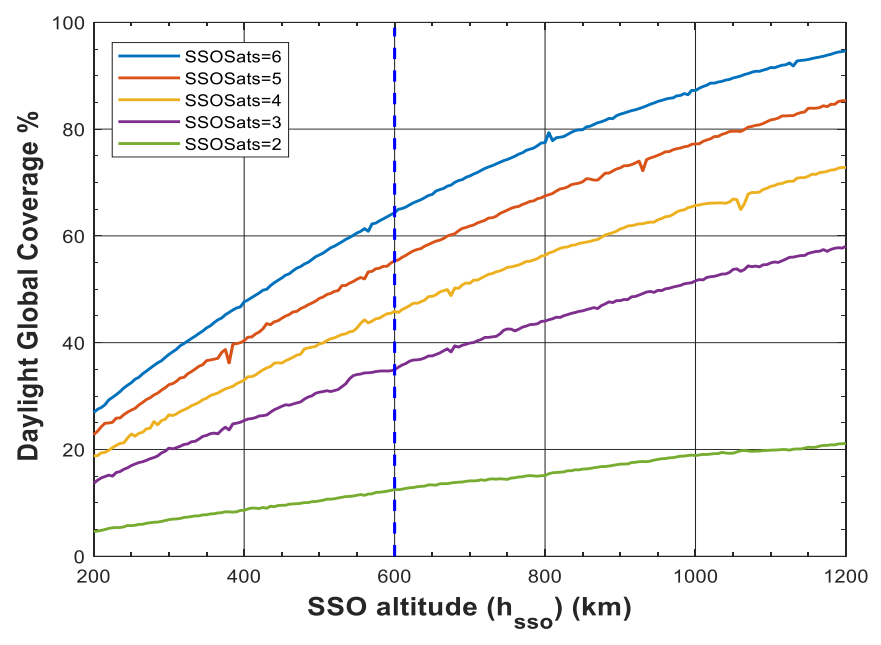 100
80
60
40
20
0
Daylight Global Coverage %
SSOSats=6
SSOSats=5
SSOSats=4
SSOSats=3
SSOSats=2
200 400 600 800 1000 1200
SSO altitude (h_sso) (km)